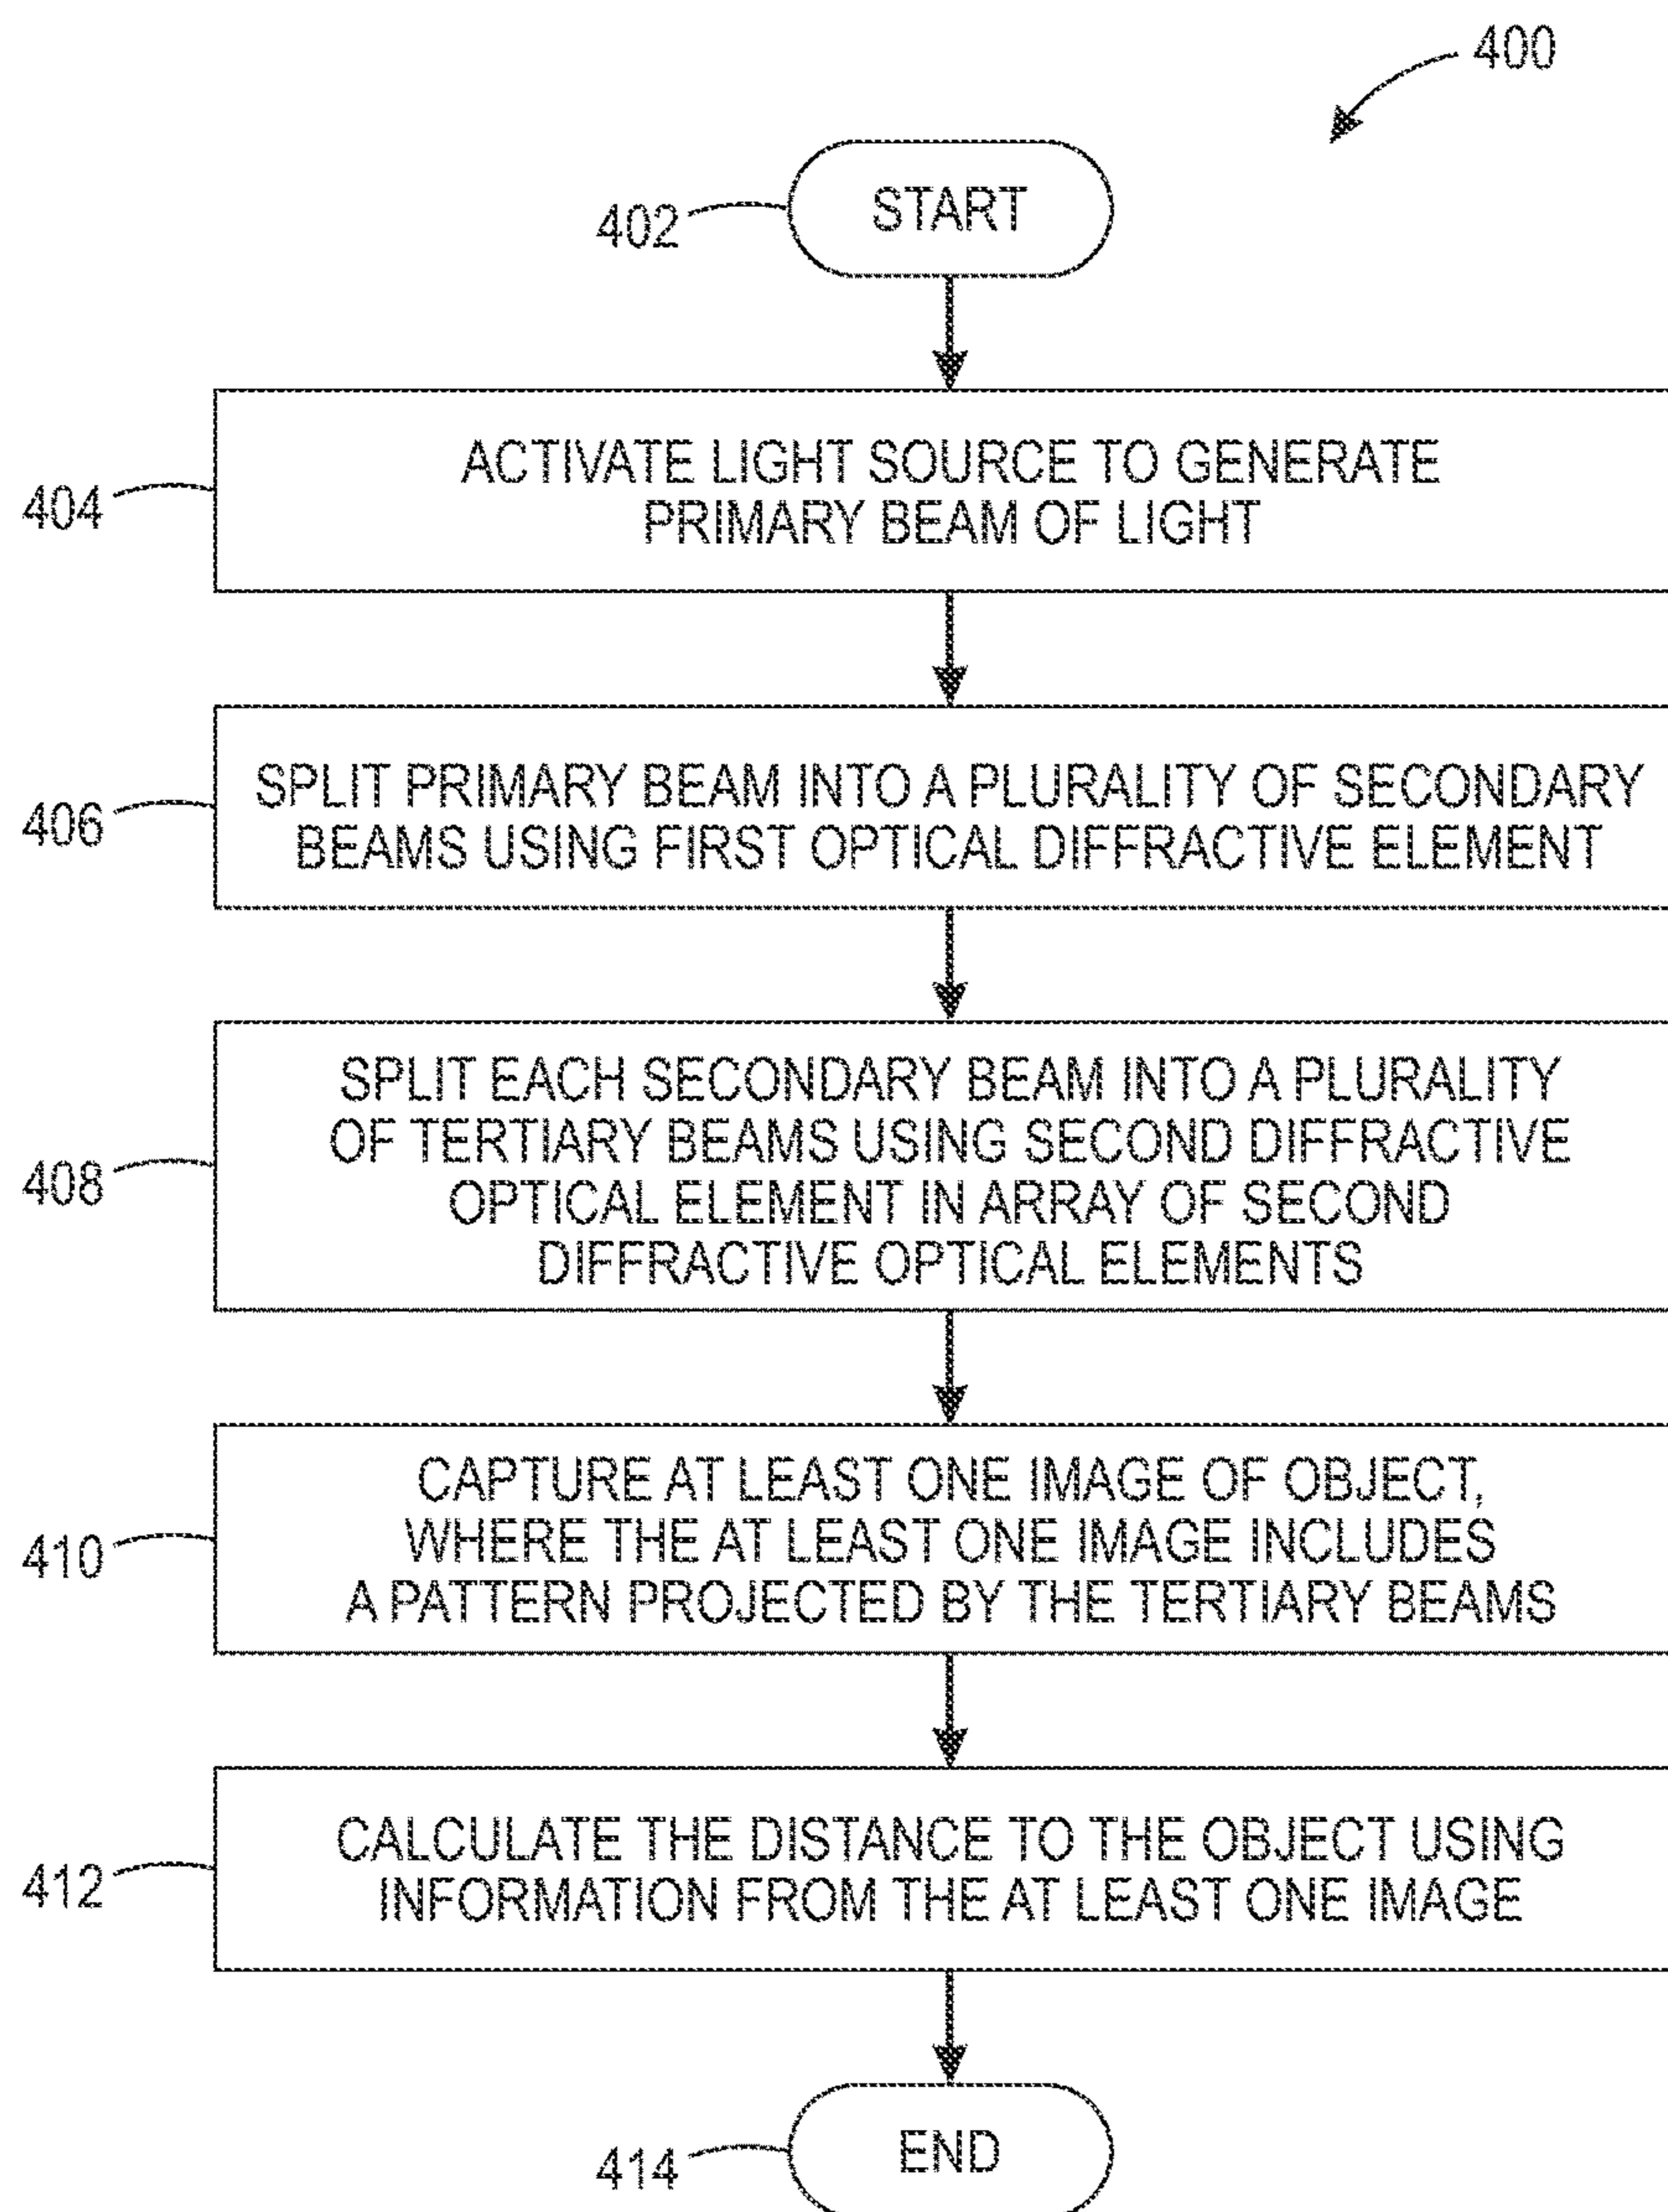 400
402
START
404
ACTIVATE LIGHT SOURCE TO GENERATE
PRIMARY BEAM OF LIGHT
406
SPLIT PRIMARY BEAM INTO A PLURALITY OF SECONDARY
BEAMS USING FIRST OPTICAL DIFFRACTIVE ELEMENT
408
SPLIT EACH SECONDARY BEAM INTO A PLURALITY
OF TERTIARY BEAMS USING SECOND DIFFRACTIVE
OPTICAL ELEMENT IN ARRAY OF SECOND
DIFFRACTIVE OPTICAL ELEMENTS
410
CAPTURE AT LEAST ONE IMAGE OF OBJECT,
WHERE THE AT LEAST ONE IMAGE INCLUDES
A PATTERN PROJECTED BY THE TERTIARY BEAMS
412
CALCULATE THE DISTANCE TO THE OBJECT USING
INFORMATION FROM THE AT LEAST ONE IMAGE
414
END